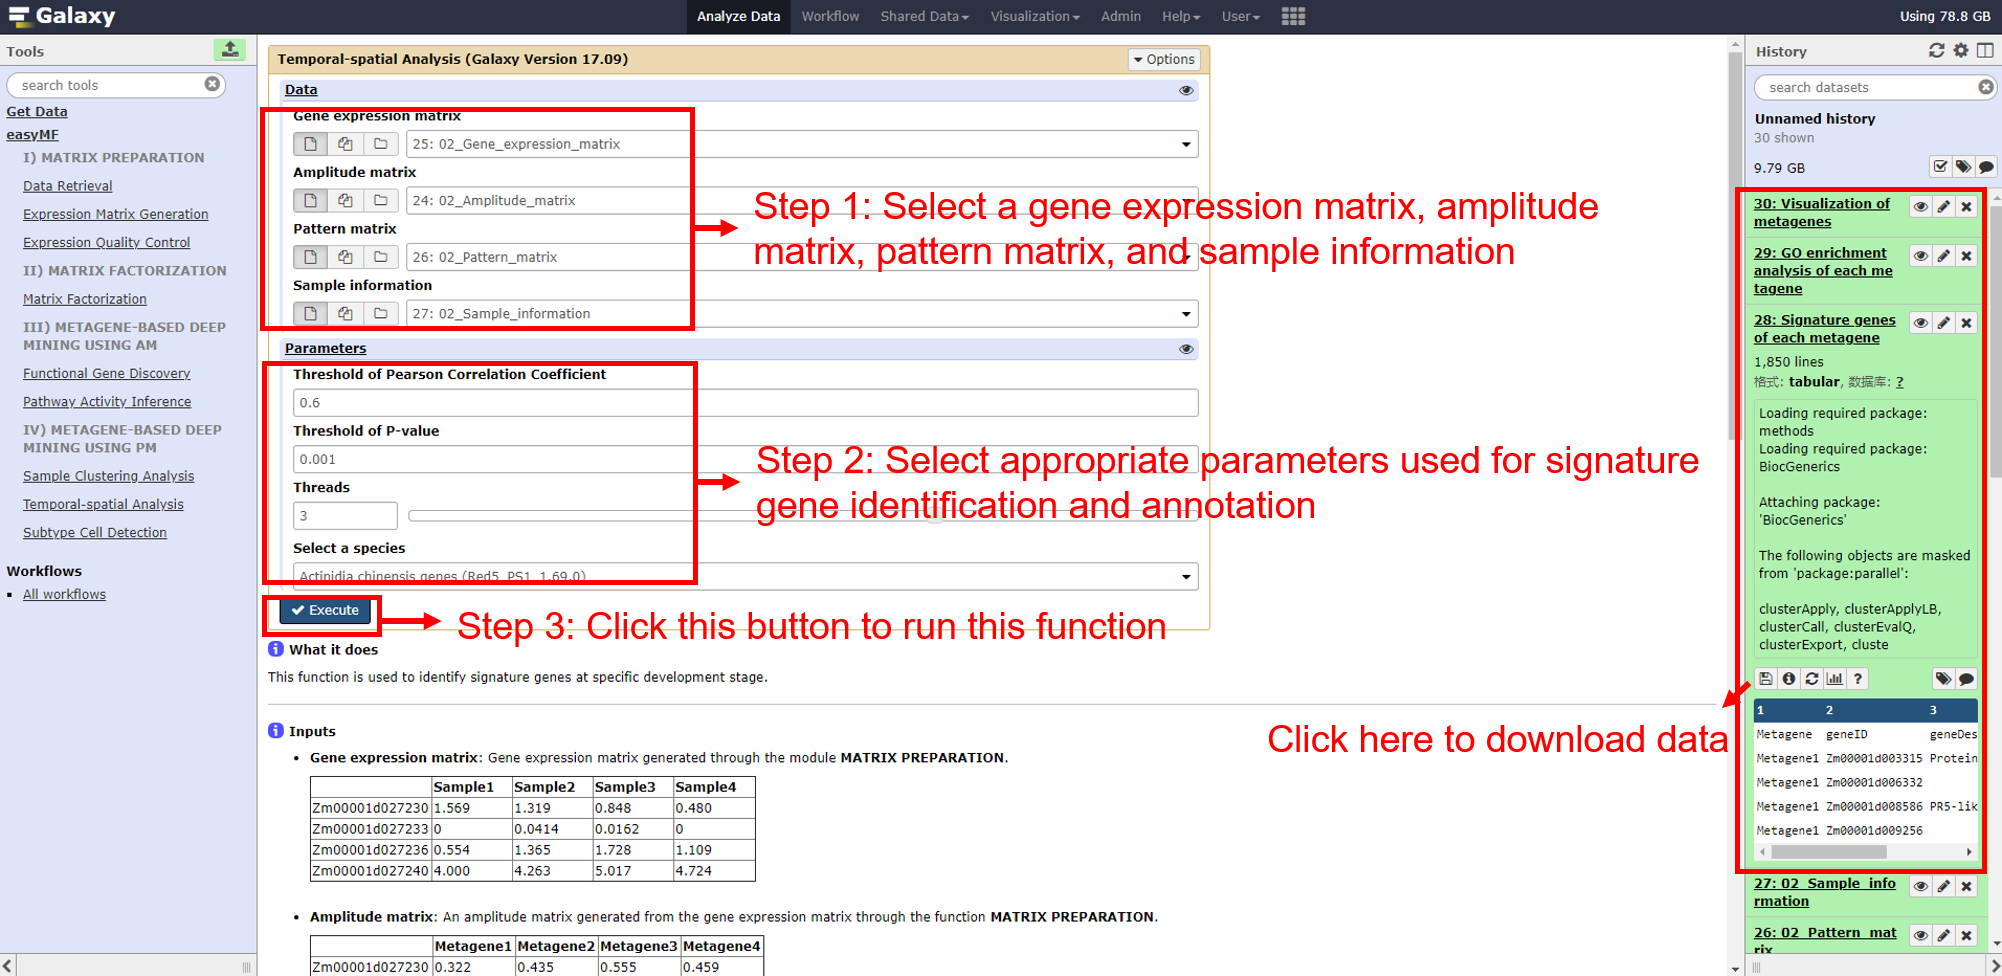 Galaxy
Analyze Data
Workflow
Shared Data
Visualization
Admin
Help
User
Using 78.8 GB
Tools
search tools
Get Data
easyMF
I) MATRIX PREPARATION
Data Retrieval
Expression Matrix Generation
Expression Quality Control
II) MATRIX FACTORIZATION
Matrix Factorization
III) METAGENE-BASED DEEP
MINING USING AM
Functional Gene Discovery
Pathway Activity Inference
IV) METAGENE-BASED DEEP
MINING USING PM
Sample Clustering Analysis
Temporal-spatial Analysis
Subtype Cell Detection
Workflows
All workflows
Temporal-spatial Analysis (Galaxy Version 17.09)
Options
Data
Gene expression matrix
25: 02_Gene_expression_matrix
Amplitude matrix
24: 02_Amplitude_matrix
Pattern matrix
26: 02_Pattern_matrix
Sample information
27: 02_Sample_information
Step 1: Select a gene expression matrix, amplitude
matrix, pattern matrix, and sample information
Parameters
Threshold of Pearson Correlation Coefficient
0.6
Threshold of P-value
0.001
Threads
3
Select a species
Actinidia chinensis genes (Red5_PS1_1.69.0)
Step 2: Select appropriate parameters used for signature
gene identification and annotation
Execute
Step 3: Click this button to run this function
What it does
This function is used to identify signature genes at specific development stage.
Inputs
• Gene expression matrix: Gene expression matrix generated through the module MATRIX PREPARATION.
Sample1 Sample2 Sample3 Sample4
Zm00001d027230 1.569 1.319 0.848 0.480
Zm00001d027233 0 0.0414 0.0162 0
Zm00001d027236 0.554 1.365 1.728 1.109
Zm00001d027240 4.000 4.263 5.017 4.724
• Amplitude matrix: An amplitude matrix generated from the gene expression matrix through the function MATRIX PREPARATION.
Metagene1 Metagene2 Metagene3 Metagene4
Zm00001d027230 0.322 0.435 0.555 0.459
Click here to download data
History
search datasets
Unnamed history
30 shown
9.79 GB
30: Visualization of
metagenes
29: GO enrichment
analysis of each me
tagene
28: Signature genes
of each metagene
1,850 lines
格式: tabular, 数据库: ?
Loading required package:
methods
Loading required package:
BiocGenerics
Attaching package:
'BiocGenerics'
The following objects are masked
from 'package:parallel':
clusterApply, clusterApplyLB,
clusterCall, clusterEvalQ,
clusterExport, cluste
1 2 3
Metagene geneID geneDes
Metagene1 Zm00001d003315 Protein
Metagene1 Zm00001d006332
Metagene1 Zm00001d008586 PR5-lik
Metagene1 Zm00001d009256
27: 02_Sample_info
rmation
26: 02_Pattern_mat
rix